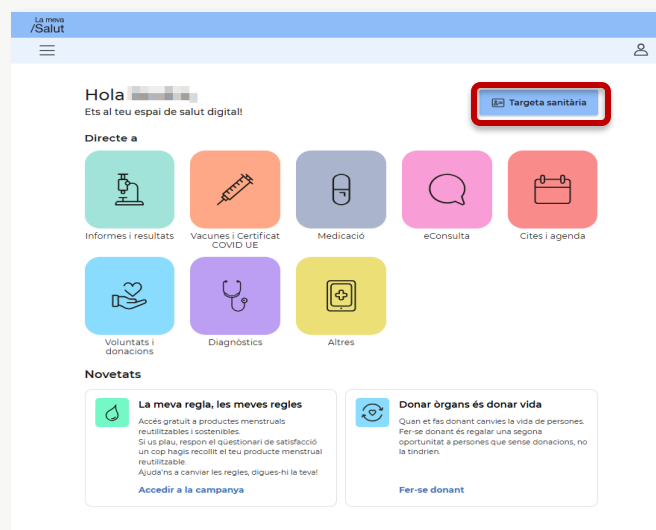 La meva
/Salut
Hola
Targeta sanitària
Ets al teu espai de salut digital!
Directe a
Informes i resultats
Vacunes i Certificat
COVID UE
Medicació
eConsulta
Cites i agenda
Voluntats i
donacions
Diagnòstics
Altres
Novetats
La meva regla, les meves regles
Accés gratuït a productes menstruals
reutilitzables i sostenibles.
Si us plau, respon el qüestionari de satisfacció
un cop hagis recollit el teu producte menstrual
reutilitzable.
Ajuda'ns a canviar les regles, digues-hi la teva!
Accedir a la campanya
Donar òrgans és donar vida
Quan et fas donant canvies la vida de persones.
Fer-se donant és regalar una segona
oportunitat a persones que sense donacions, no
la tindrien.
Fer-se donant